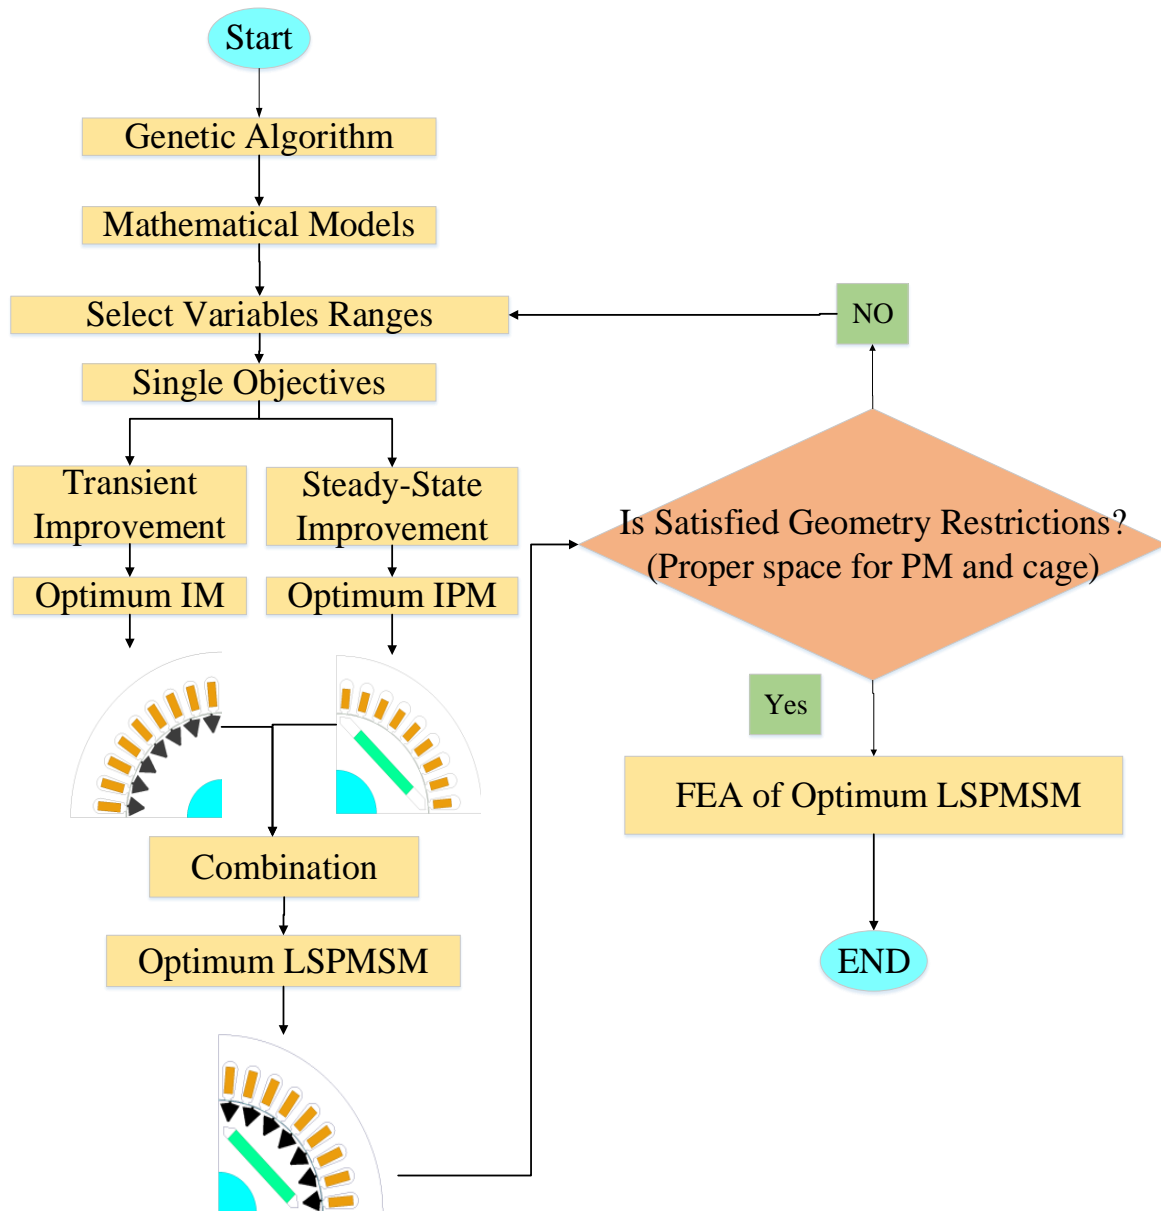 Start
Genetic Algorithm
Mathematical Models
Select Variables Ranges
Single Objectives
Transient
Improvement
Steady-State
Improvement
Optimum IM
Optimum IPM
Combination
Optimum LSPMSM
NO
Is Satisfied Geometry Restrictions?
(Proper space for PM and cage)
Yes
FEA of Optimum LSPMSM
END